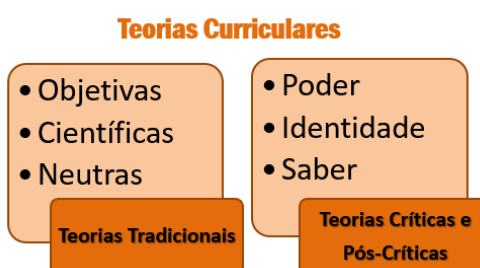 Teorias Curriculares
• Objetivas
• Científicas
• Neutras
Teorias Tradicionais
• Poder
• Identidade
• Saber
Teorias Críticas e
Pós-Críticas